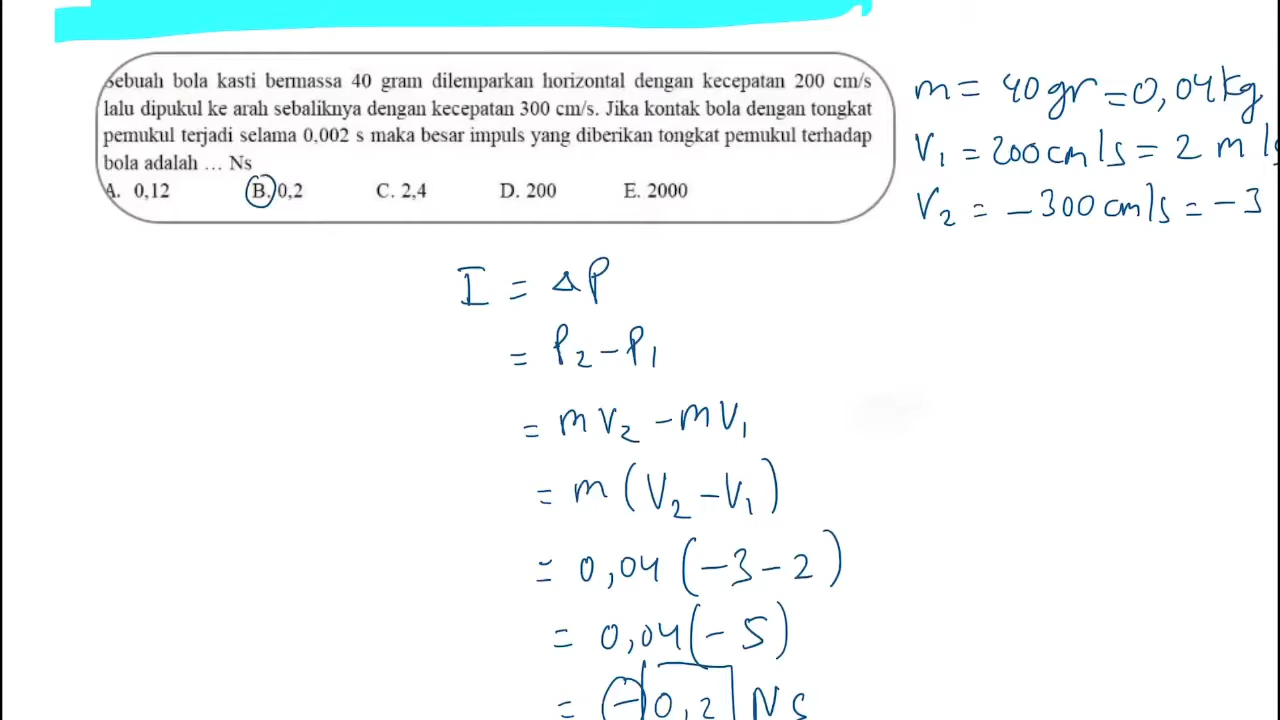 Sebuah bola kasti bermassa 40 gram dilemparkan horizontal dengan kecepatan 200 cm/s
lalu dipukul ke arah sebaliknya dengan kecepatan 300 cm/s. Jika kontak bola dengan tongkat
pemukul terjadi selama 0,002 s maka besar impuls yang diberikan tongkat pemukul terhadap
bola adalah … Ns
A. 0,12 B. 0,2 C. 2,4 D. 200 E. 2000
m = 40 gr = 0,04 kg
V₁ = 200 cm/s = 2 m/s
V₂ = -300 cm/s = -3
I = ΔP
= P₂ - P₁
= m V₂ - m V₁
= m (V₂ - V₁)
= 0,04 (-3 - 2)
= 0,04 (-5)
= -0,2 Ns